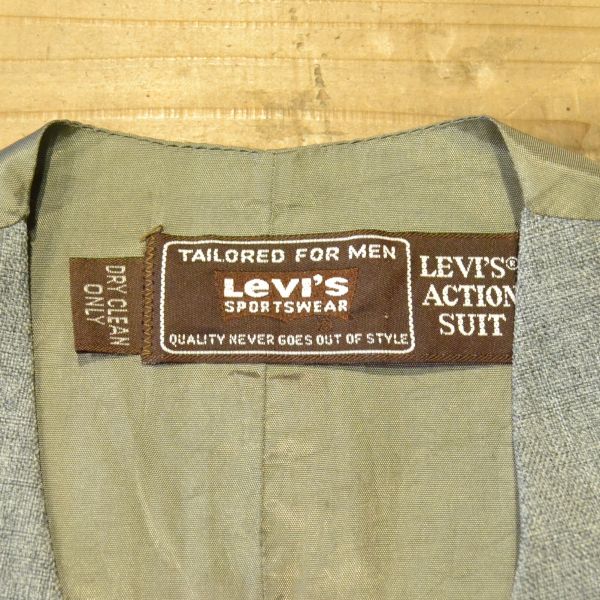 TAILORED FOR MEN
Levi's
SPORTSWEAR
QUALITY NEVER GOES OUT OF STYLE
LEVI'S®
ACTION
SUIT
DRY CLEAN
ONLY